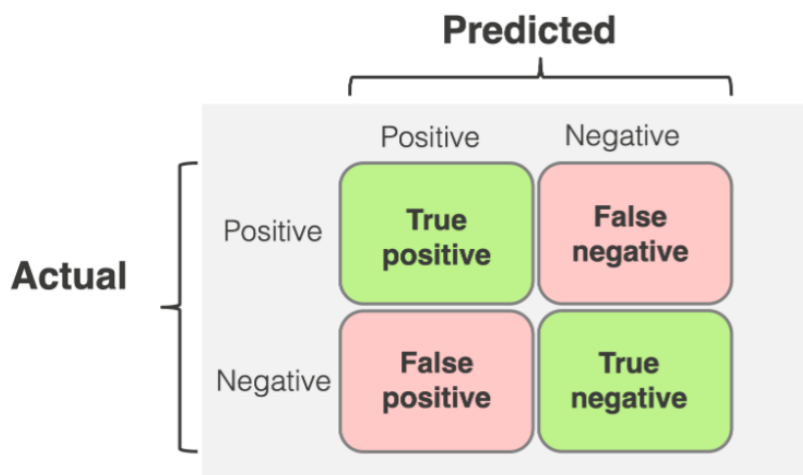 Predicted
Positive
Negative
Actual
Positive
True
positive
False
negative
Negative
False
positive
True
negative